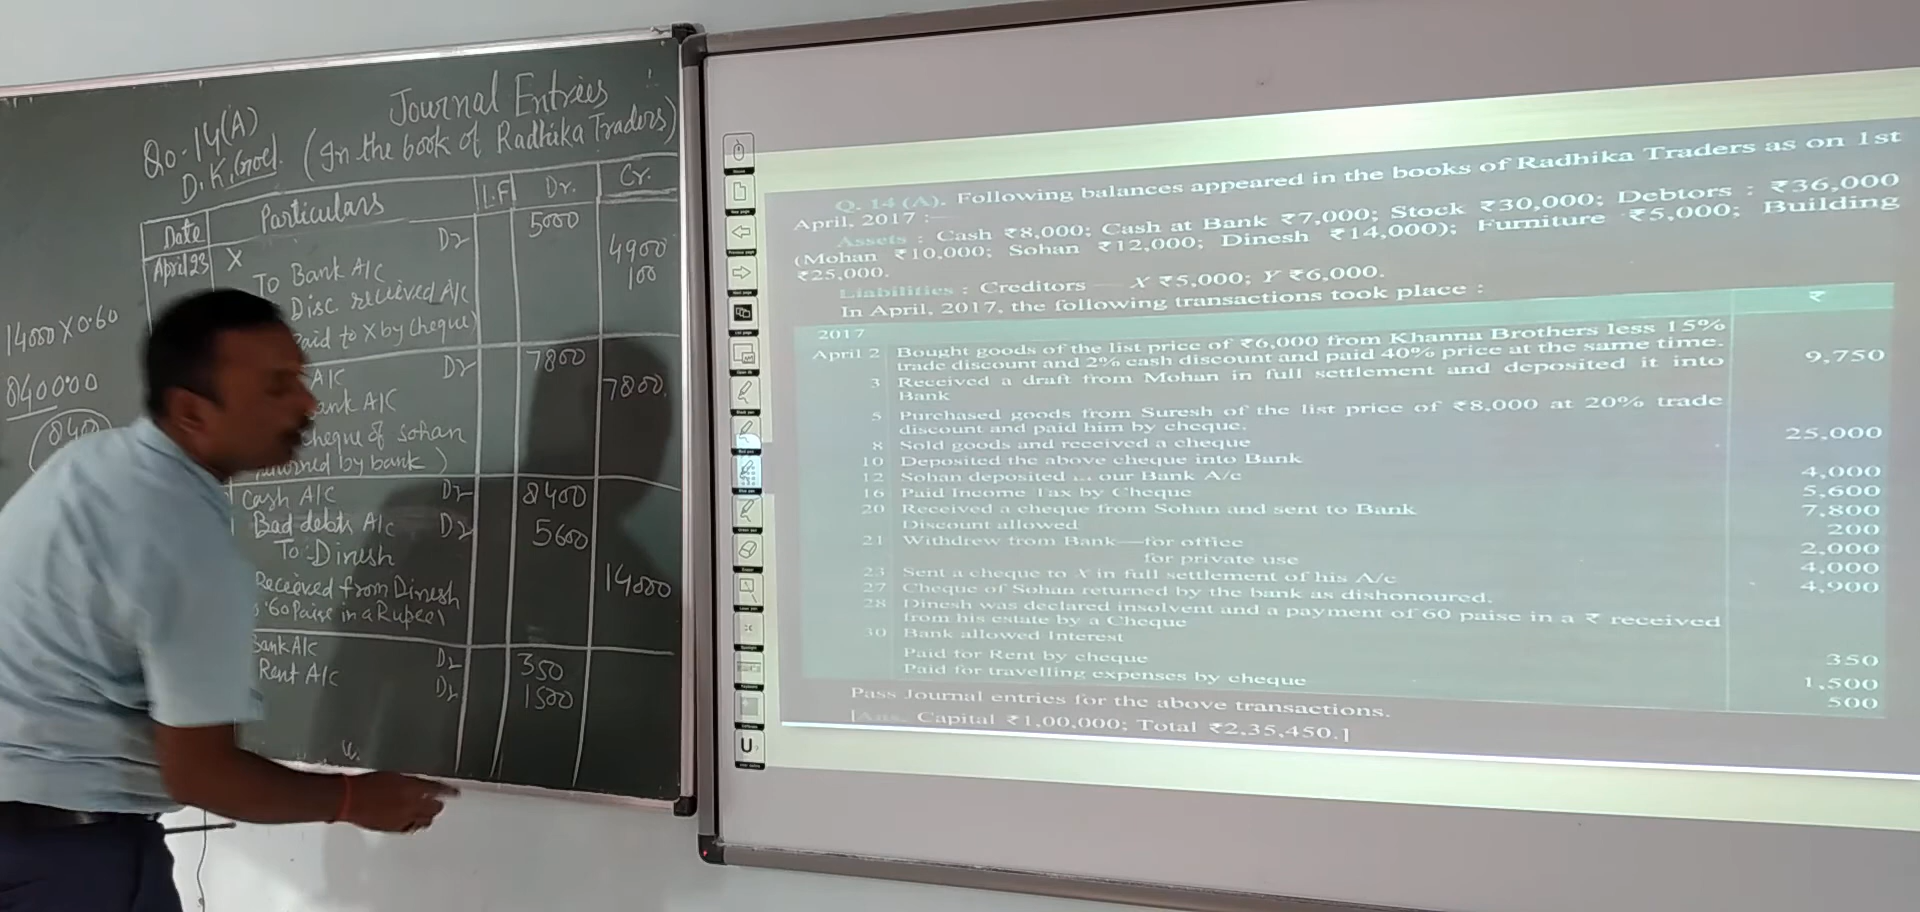 Qo-14(A)
D.K.Goel.
Journal Entries
(In the book of Radhika Traders)
Date Particulars L.F Dr. Cr.
April 23 X Dr 5000
To Bank A/c 4900
Disc. recieved A/c 100
Paid to X by Cheque)
A/C Dr 7800
Bank A/C 7800
cheque of sohan
by bank)
Cash A/C Dr 8400
Bad debts A/c Dr 5600
To Dinesh 14000
Received from Dinesh
60 Paise in a Rupee)
Bank A/C Dr 350
Rent A/C Dr 1500
14000 X 0.60
840000
840
Q. 14 (A). Following balances appeared in the books of Radhika Traders as on 1st
April, 2017 :—
Assets : Cash ₹8,000; Cash at Bank ₹7,000; Stock ₹30,000; Debtors : ₹36,000
(Mohan ₹10,000; Sohan ₹12,000; Dinesh ₹14,000); Furniture ₹5,000; Building
₹25,000.
Liabilities : Creditors — X ₹5,000; Y ₹6,000.
In April, 2017, the following transactions took place :
2017 ₹
April 2 Bought goods of the list price of ₹6,000 from Khanna Brothers less 15%
trade discount and 2% cash discount and paid 40% price at the same time.
3 Received a draft from Mohan in full settlement and deposited it into 9,750
Bank
5 Purchased goods from Suresh of the list price of ₹8,000 at 20% trade
discount and paid him by cheque.
8 Sold goods and received a cheque 25,000
10 Deposited the above cheque into Bank
12 Sohan deposited in our Bank A/c 4,000
16 Paid Income Tax by Cheque 5,600
20 Received a cheque from Sohan and sent to Bank 7,800
Discount allowed 200
21 Withdrew from Bank—for office 2,000
for private use 4,000
23 Sent a cheque to X in full settlement of his A/c 4,900
27 Cheque of Sohan returned by the bank as dishonoured.
28 Dinesh was declared insolvent and a payment of 60 paise in a ₹ received
from his estate by a Cheque
30 Bank allowed Interest 350
Paid for Rent by cheque 1,500
Paid for travelling expenses by cheque 500
Pass Journal entries for the above transactions.
[Ans. Capital ₹1,00,000; Total ₹2,35,450.]